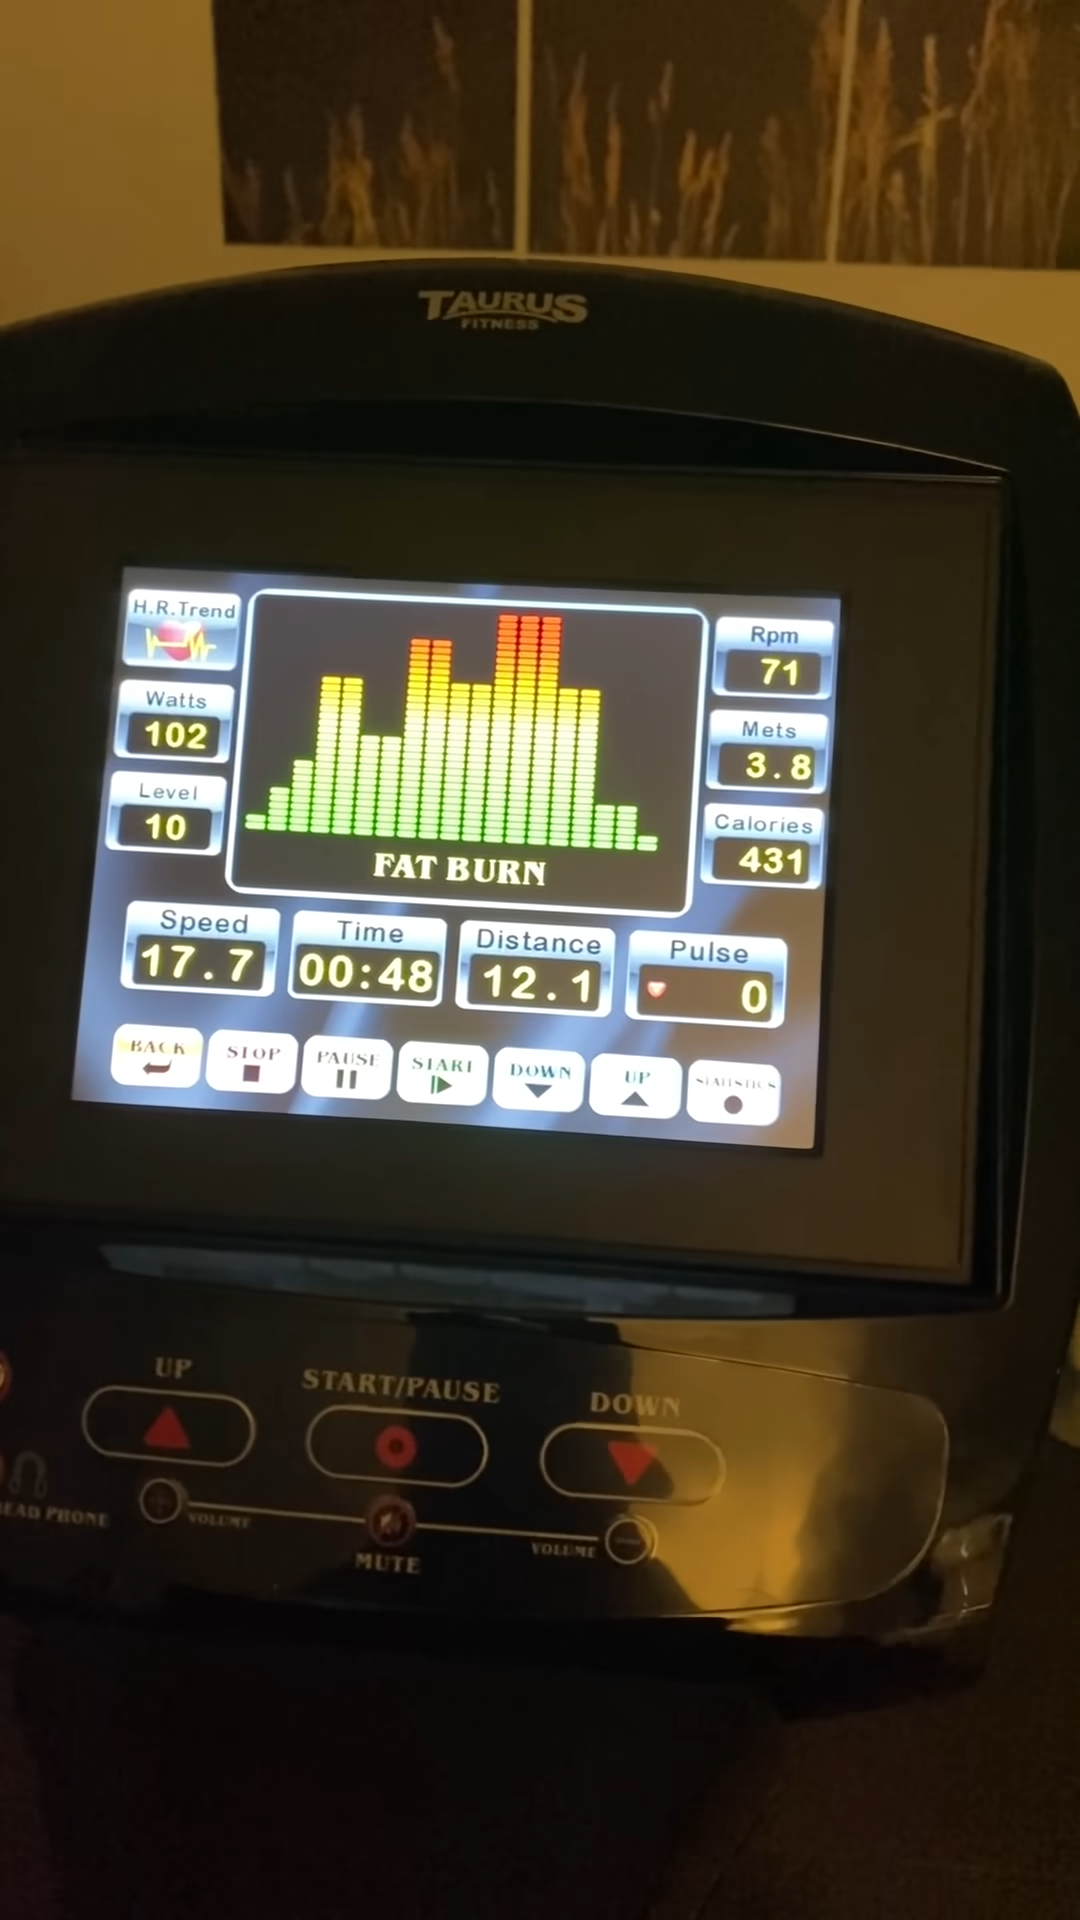 TAURUS
FITNESS
H.R.Trend
Watts
102
Level
10
FAT BURN
Rpm
71
Mets
3.8
Calories
431
Speed
17.7
Time
00:48
Distance
12.1
Pulse
0
BACK
STOP
PAUSE
START
DOWN
UP
STATISTICS
UP
START/PAUSE
DOWN
HEAD PHONE
VOLUME
MUTE
VOLUME